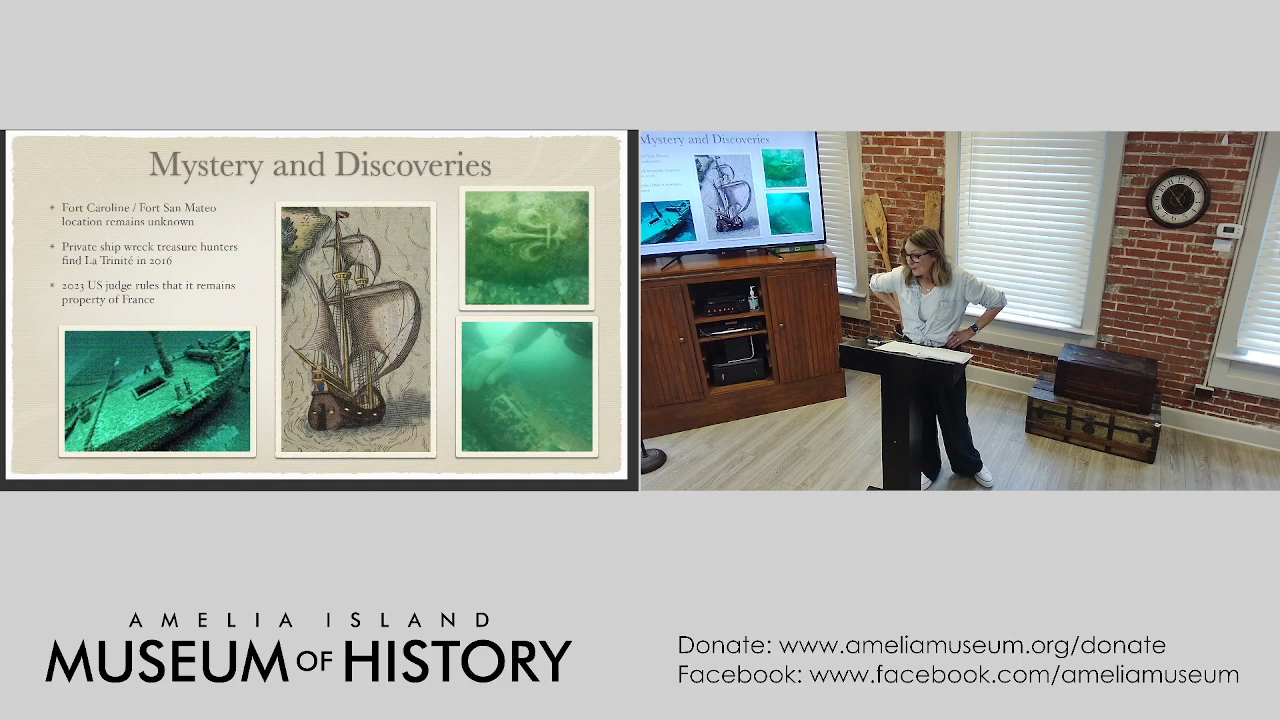 Mystery and Discoveries
Fort Caroline / Fort San Mateo
location remains unknown
Private ship wreck treasure hunters
find La Trinité in 2016
2023 US judge rules that it remains
property of France
Mystery and Discoveries
AMELIA ISLAND
MUSEUM OF HISTORY
Donate: www.ameliamuseum.org/donate
Facebook: www.facebook.com/ameliamuseum